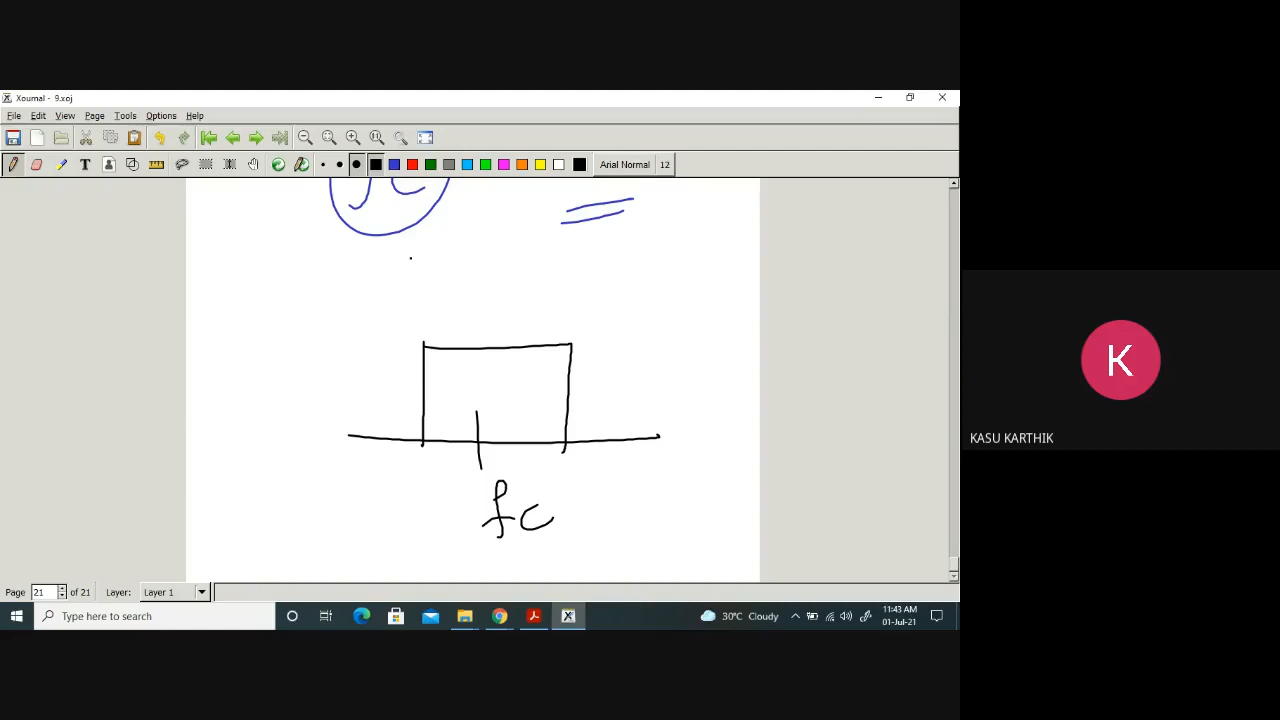 Xournal - 9.xoj
File Edit View Page Tools Options Help
Arial Normal 12
fc
K
KASU KARTHIK
Page 21 of 21 Layer: Layer 1
Type here to search
30°C Cloudy
11:43 AM
01-Jul-21